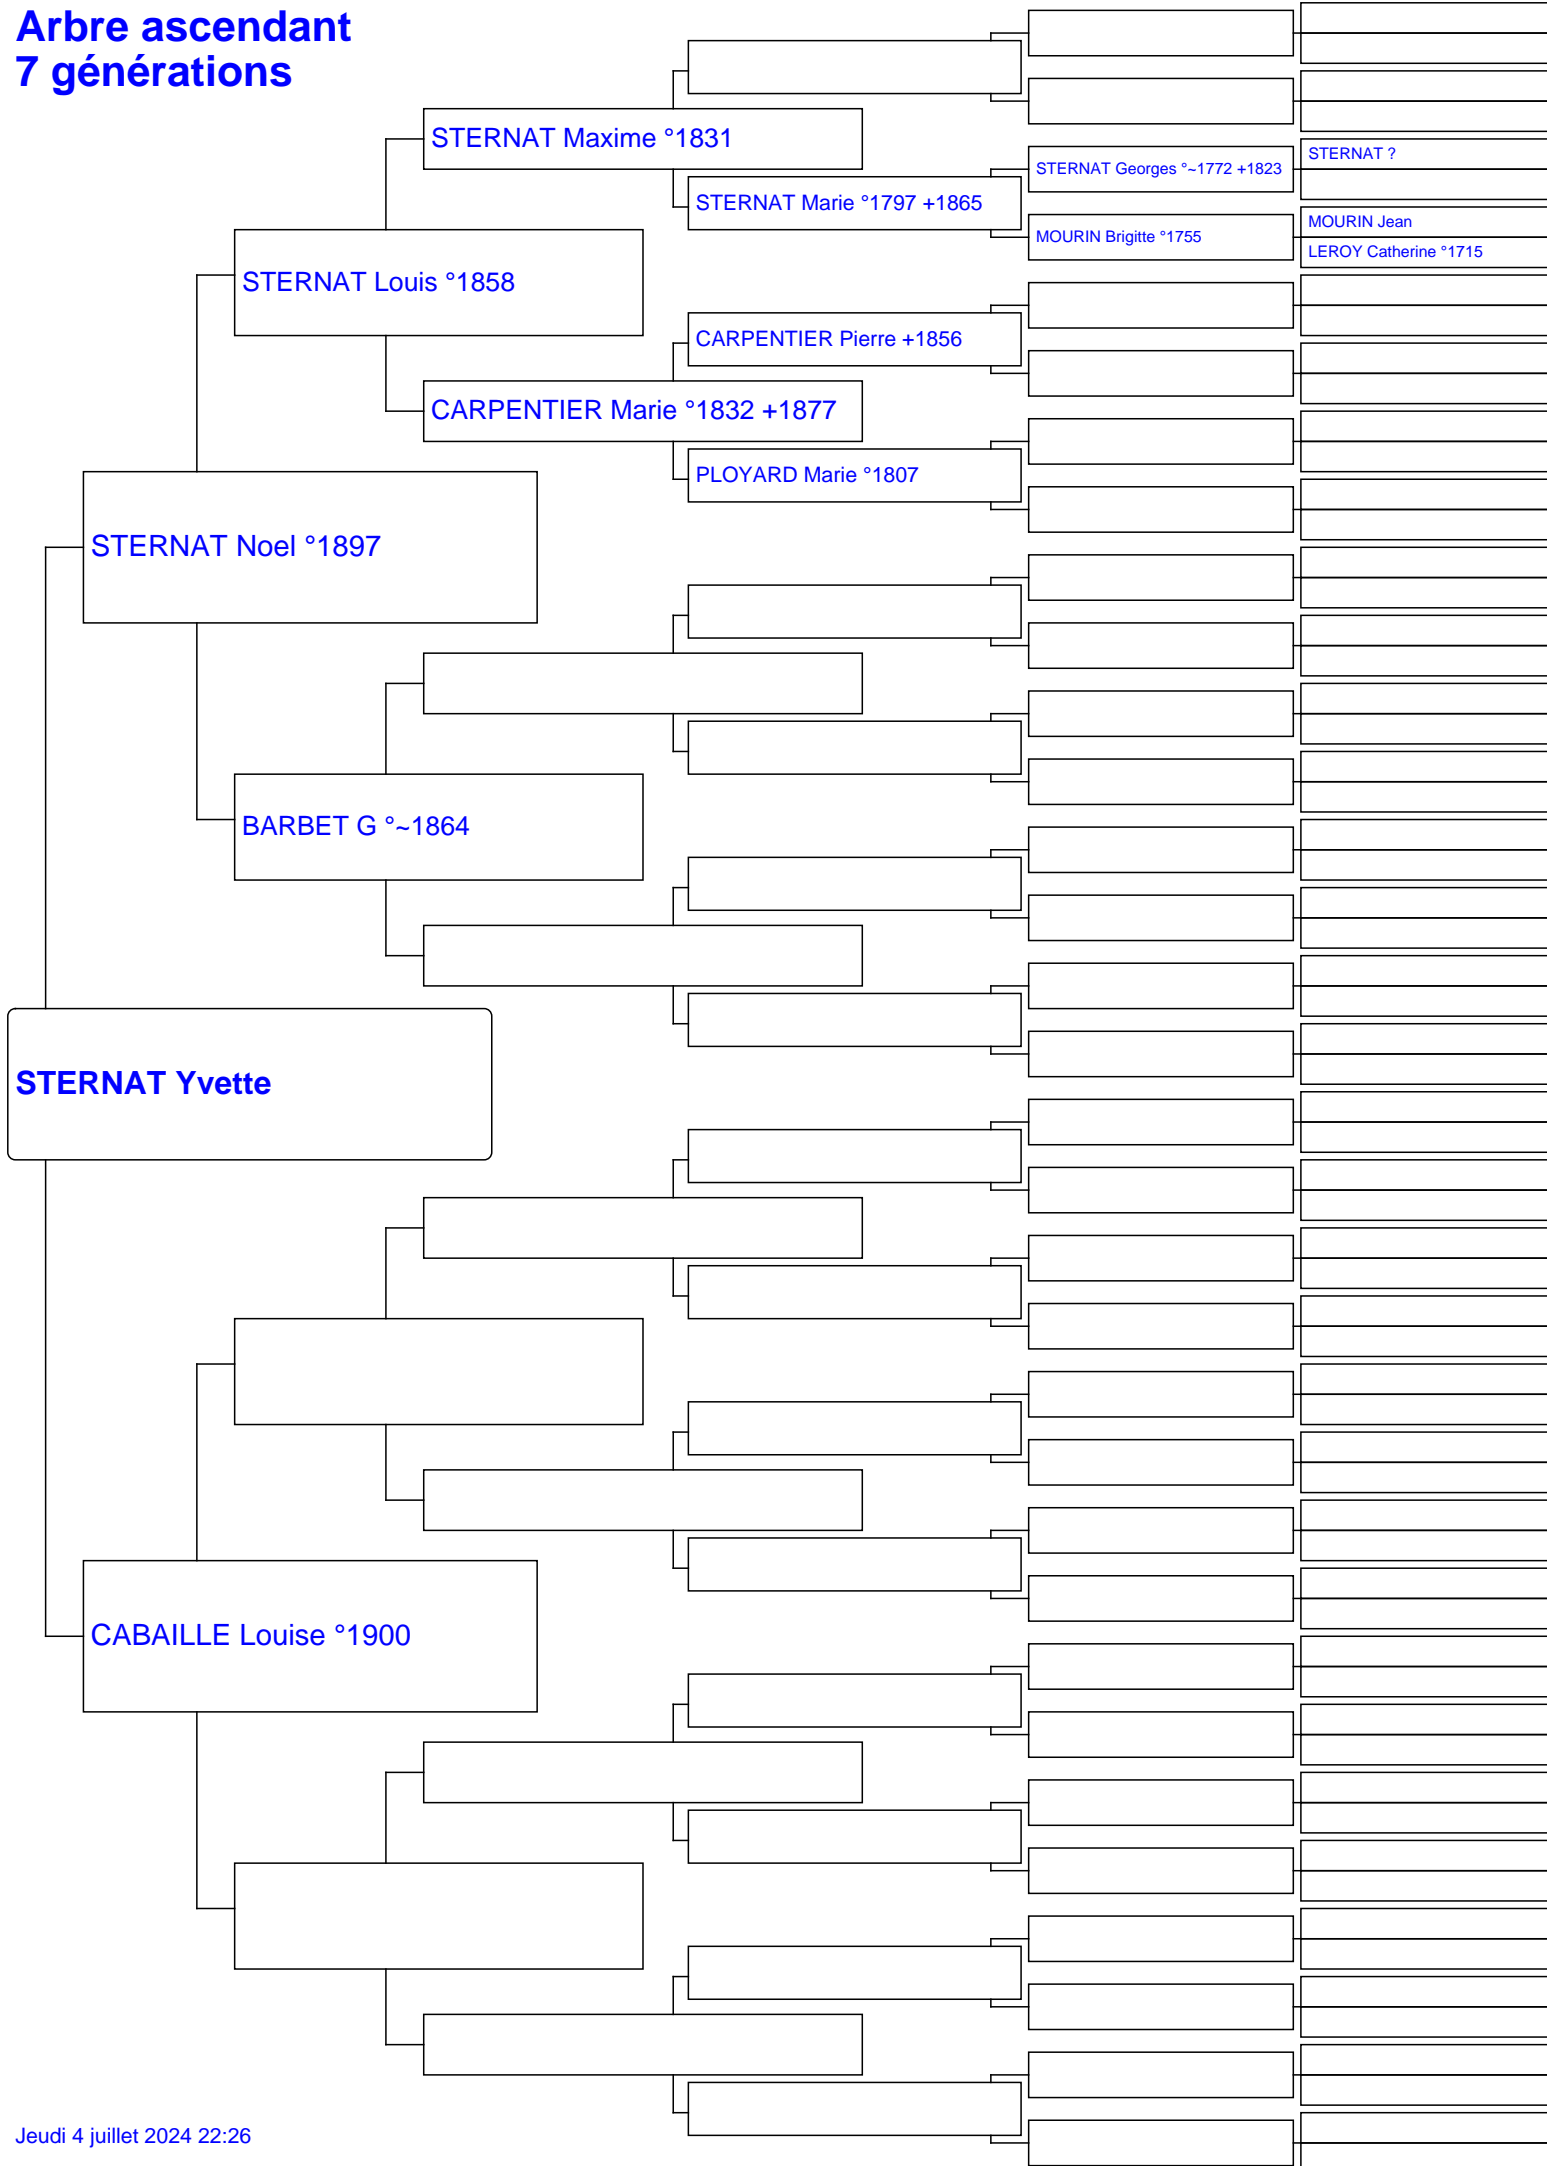 Arbre ascendant
7 générations
STERNAT Maxime °1831
STERNAT Georges °~1772 +1823
STERNAT ?
STERNAT Marie °1797 +1865
MOURIN Brigitte °1755
MOURIN Jean
LEROY Catherine °1715
STERNAT Louis °1858
CARPENTIER Pierre +1856
CARPENTIER Marie °1832 +1877
PLOYARD Marie °1807
STERNAT Noel °1897
BARBET G °~1864
STERNAT Yvette
CABAILLE Louise °1900
Jeudi 4 juillet 2024 22:26